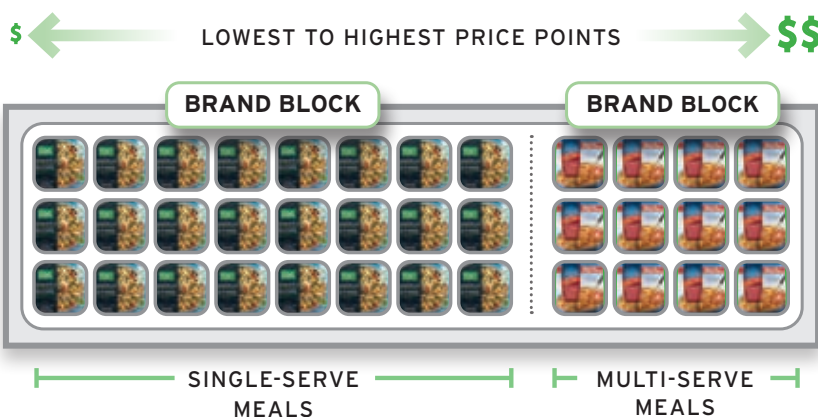 $ LOWEST TO HIGHEST PRICE POINTS $$
BRAND BLOCK BRAND BLOCK
SINGLE-SERVE MULTI-SERVE
MEALS MEALS